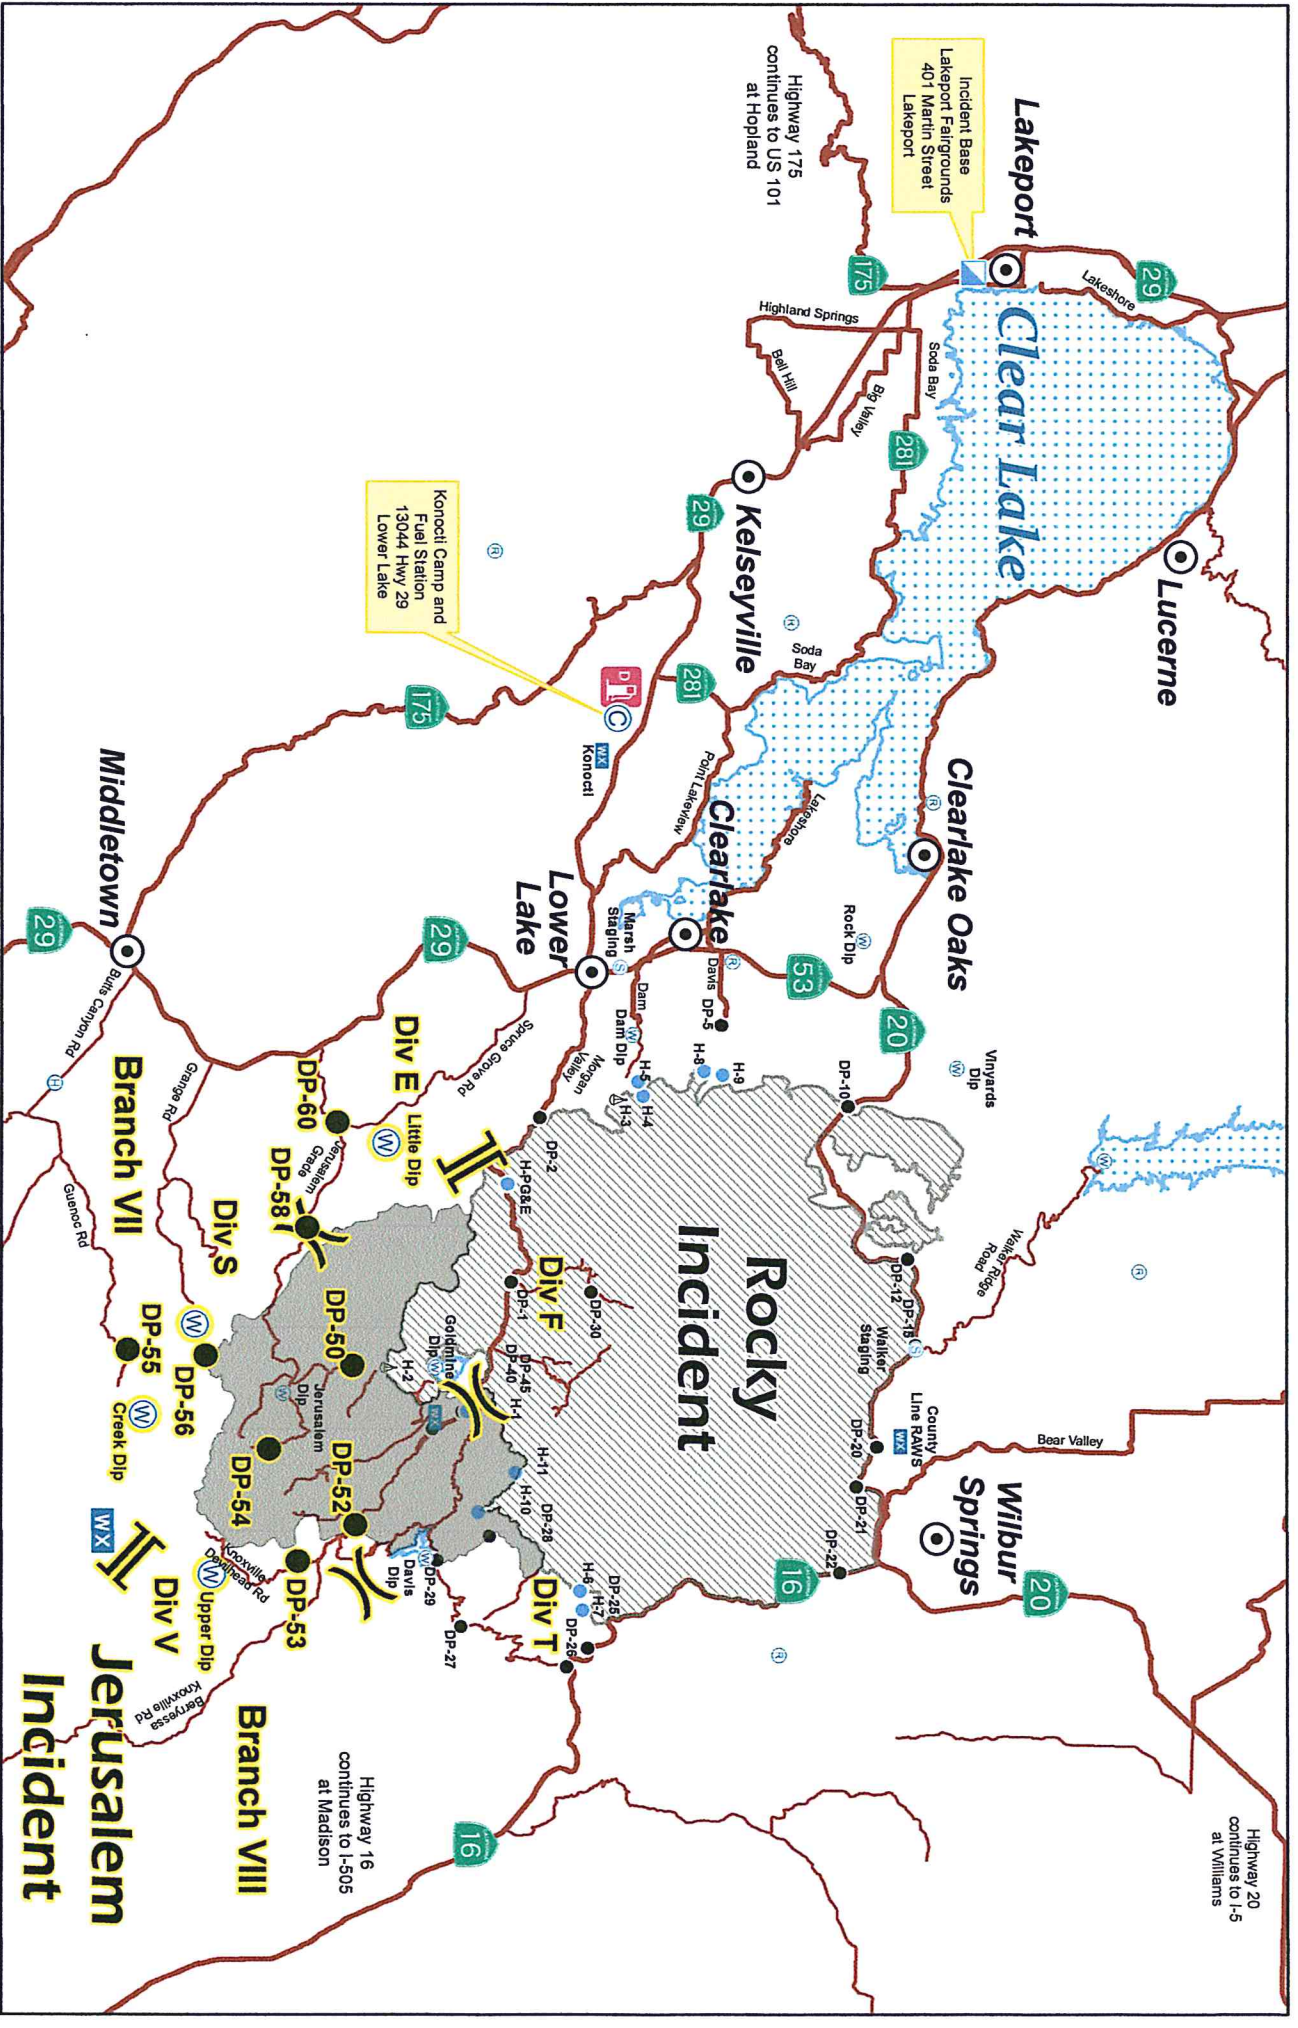 Incident Base
Lakeport Fairgrounds
401 Martin Street
Lakeport
Lakeport
29
Lakeshore
Highway 175
continues to US 101
at Hopland
175
Clear Lake
Highland Springs
Bell Hill
Big Valley
Soda Bay
281
Lucerne
Kelseyville
29
R
Konocti Camp and
Fuel Station
13044 Hwy 29
Lower Lake
R
Soda
Bay
D
C
281
WX
Konocti
175
Point Lakeview
Lakeshore
Clearlake
R
Clearlake Oaks
Rock Dip
W
Middletown
29
29
Lower
Lake
Marsh
Staging
S
Davis
R
53
20
DP-5
Dam
Dam Dip
W
Vinyards
Dip
W
Butts Canyon Rd
H
Grange Rd
Guenoc Rd
Branch VII
Div E
Spruce Grove Rd
Morgan
Valley
DP-60
Jerusalem
Grade
Little Dip
W
DP-58
Div S
H-8
H-9
H-5
H-4
H-3
DP-10
DP-2
H-PG&E
Rocky
Incident
W
Walker Ridge
Road
R
DP-12
DP-15
S
Walker
Staging
Div F
DP-30
DP-1
DP-45
DP-40
H-1
Goldmine
Dip
W
H-2
WX
DP-50
Jerusalem
Dip
W
DP-54
DP-52
W
DP-56
DP-55
W
Creek Dip
WX
County
Line RAWS
WX
DP-20
DP-21
DP-22
Bear Valley
Wilbur
Springs
20
16
H-11
H-10
DP-28
H-6
H-7
DP-25
DP-26
Div T
DP-29
W
Davis
Dip
DP-27
Knoxville
Devilhead Rd
DP-53
W
Upper Dip
Div V
Berryessa
Knoxville Rd
Branch VIII
Jerusalem
Incident
R
Highway 16
continues to I-505
at Madison
16
Highway 20
continues to I-5
at Williams